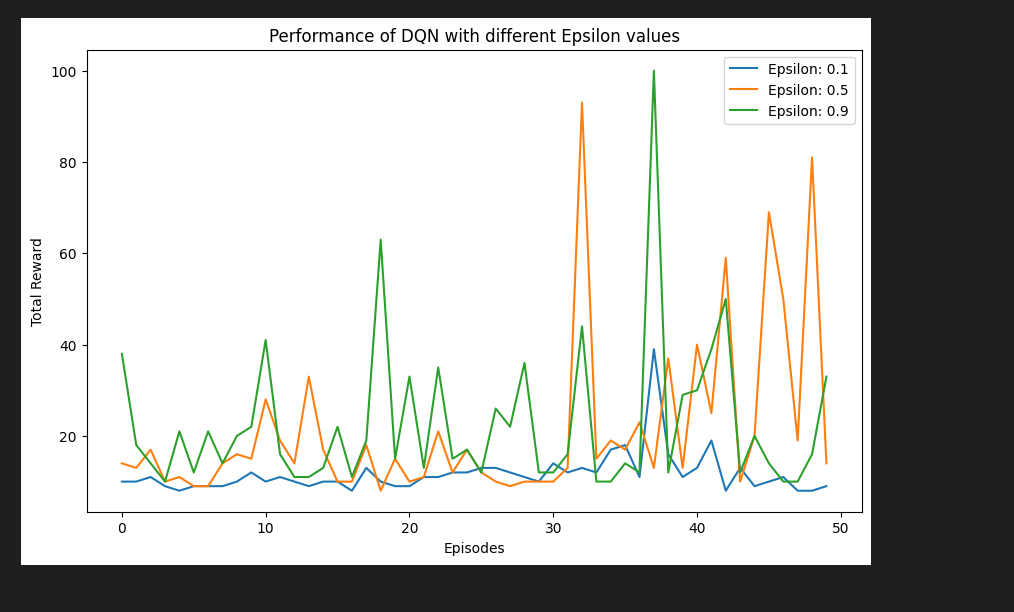 Performance of DQN with different Epsilon values
Epsilon: 0.1
Epsilon: 0.5
Epsilon: 0.9
100
80
60
40
20
Total Reward
0 10 20 30 40 50
Episodes